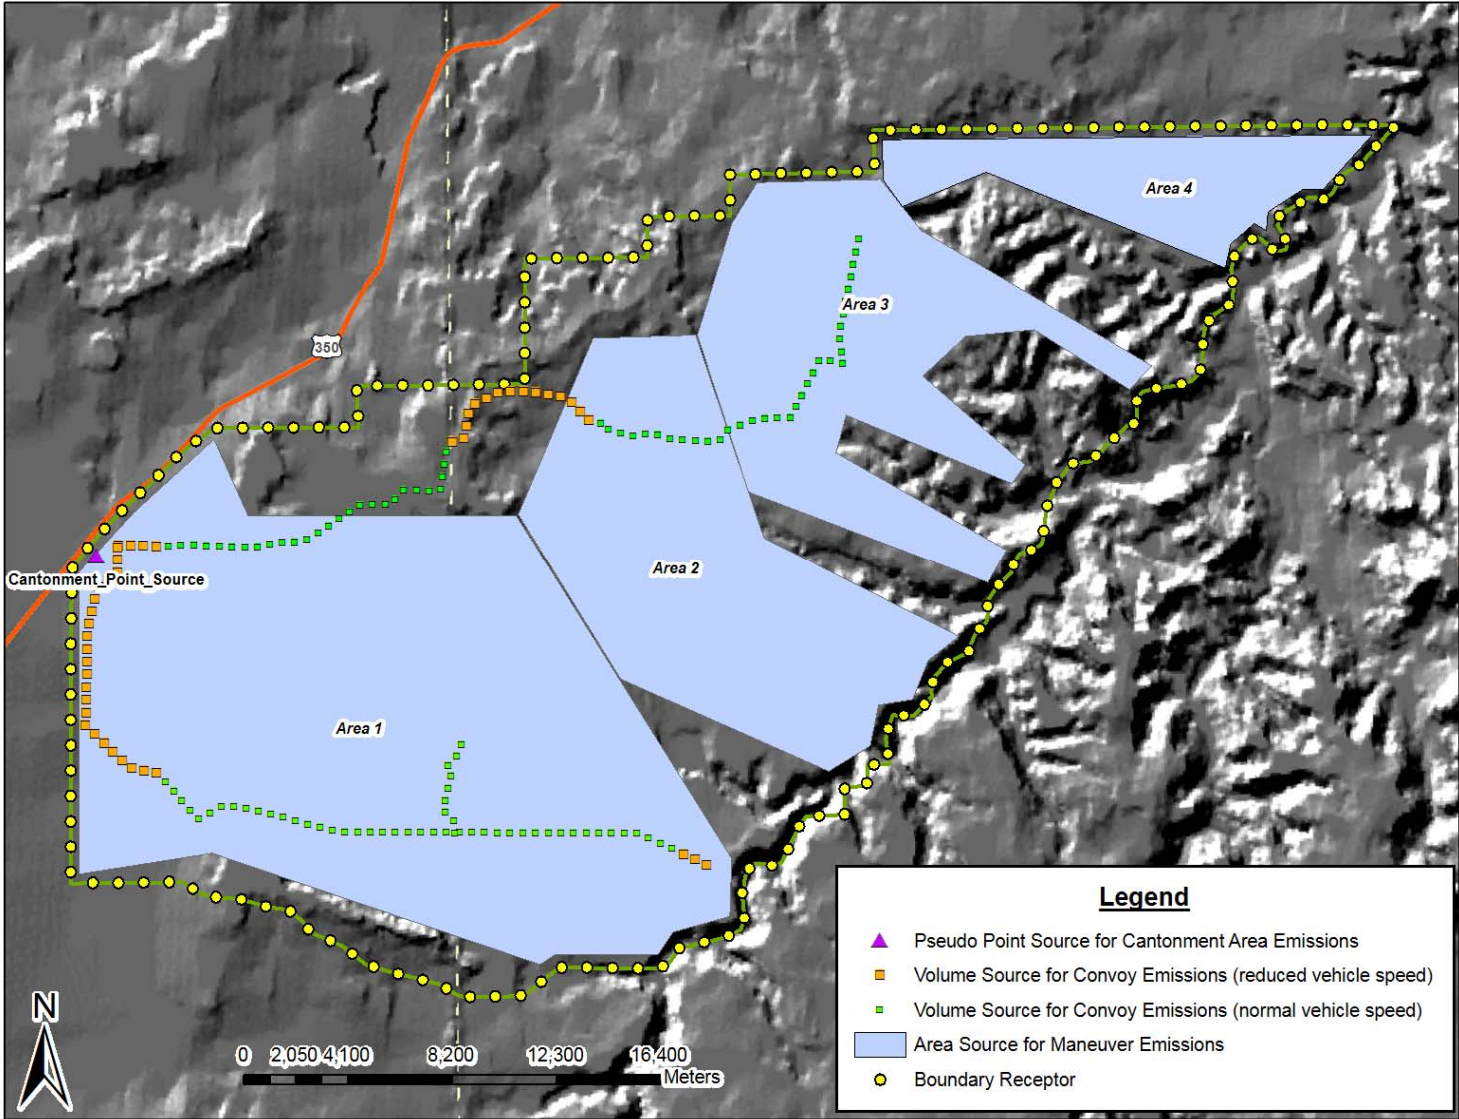 Area 4
Area 3
350
Area 2
Cantonment_Point_Source
Area 1
Legend
Pseudo Point Source for Cantonment Area Emissions
Volume Source for Convoy Emissions (reduced vehicle speed)
Volume Source for Convoy Emissions (normal vehicle speed)
Area Source for Maneuver Emissions
Boundary Receptor
N
0 2,050 4,100 8,200 12,300 16,400
Meters